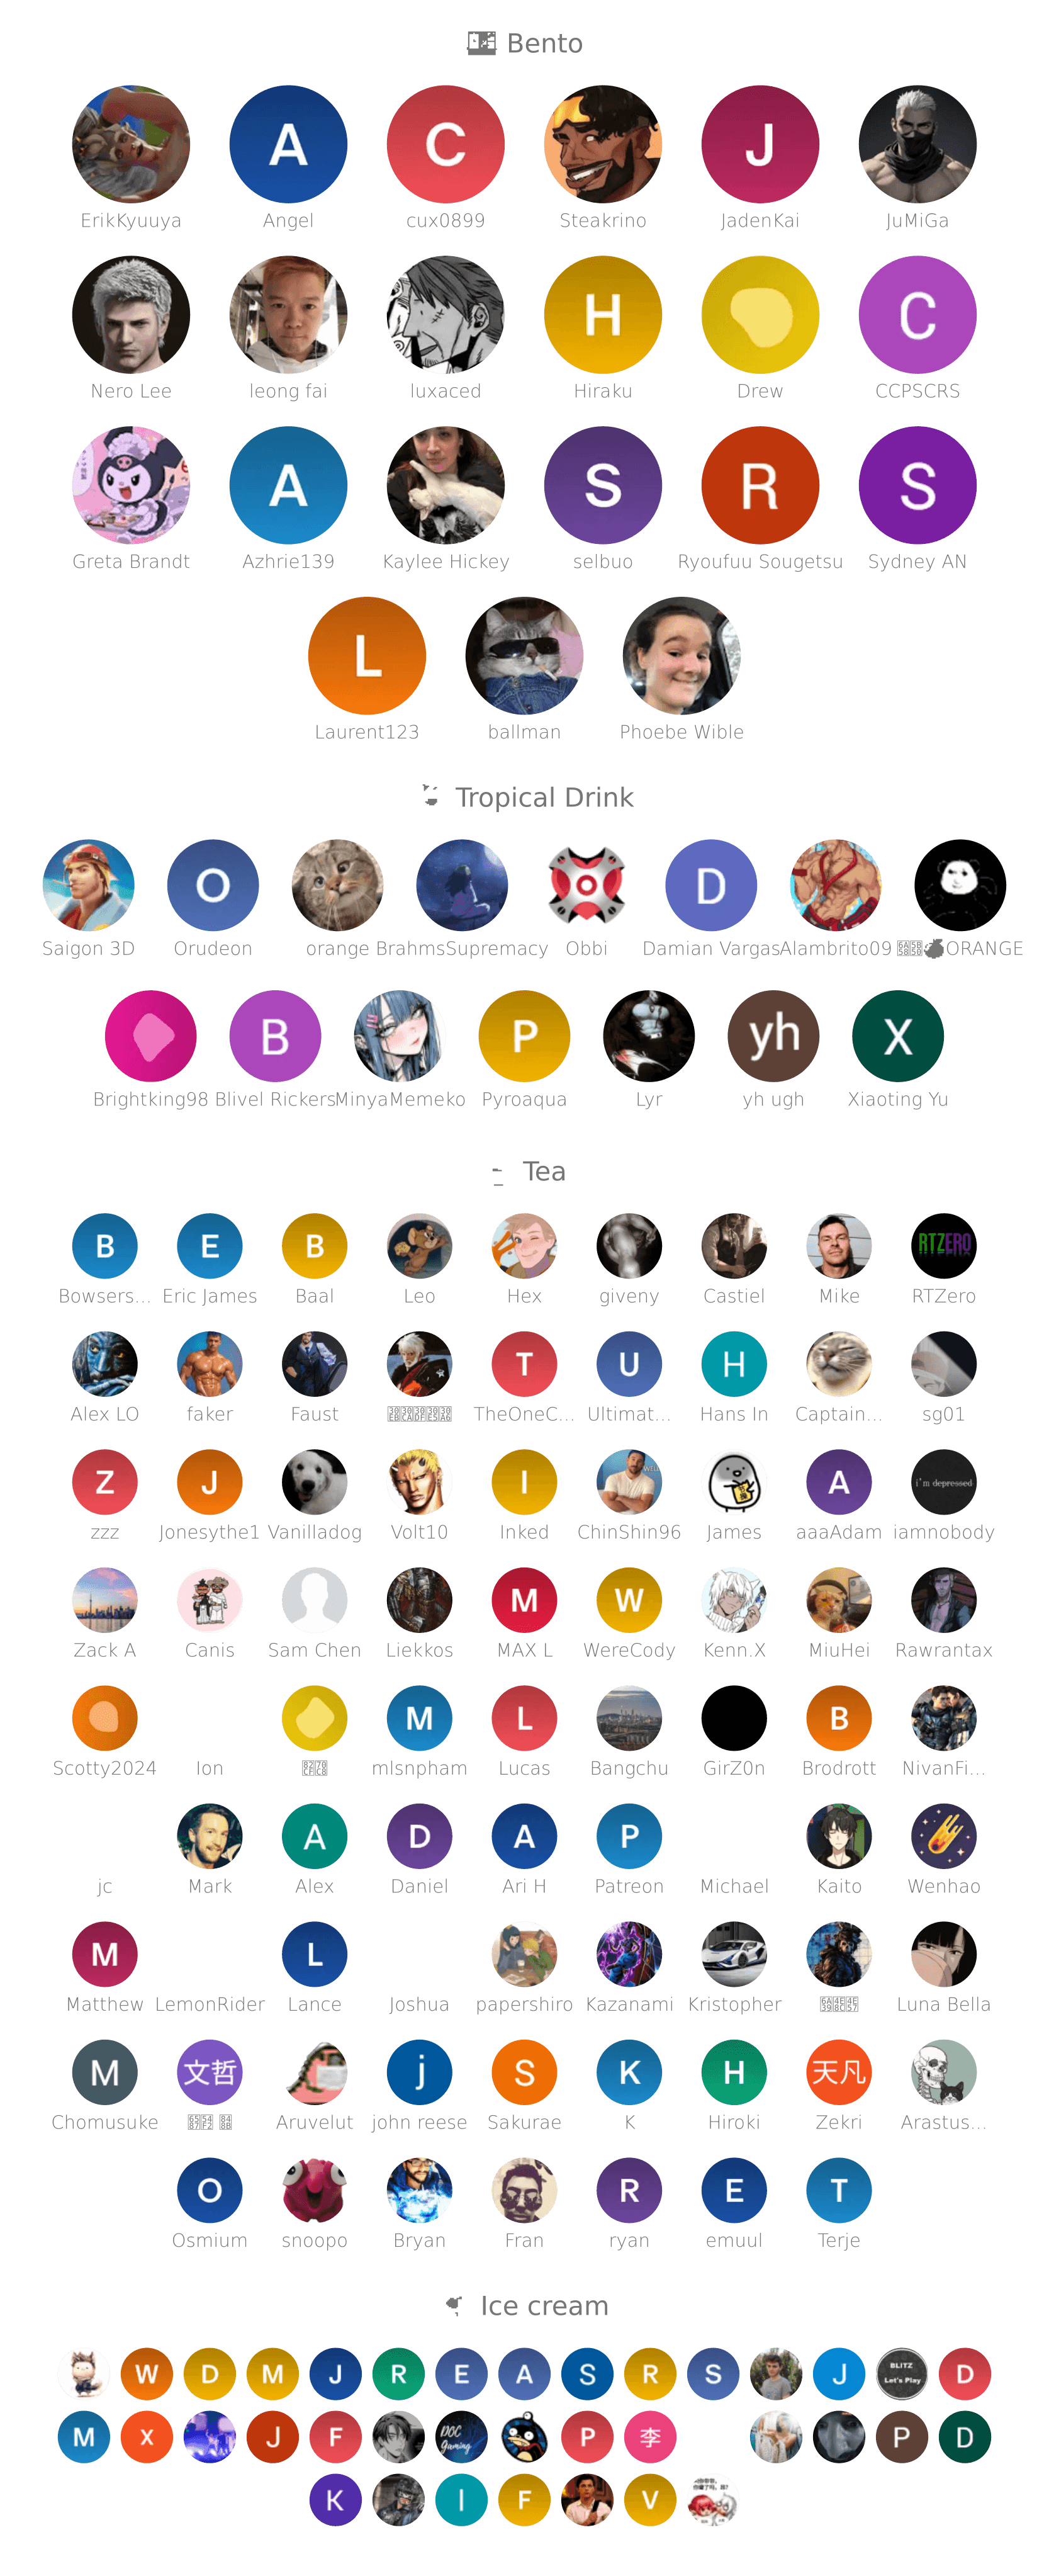 Bento
A C J
ErikKyuuya Angel cux0899 Steakrino JadenKai JuMiGa
H C
Nero Lee leong fai luxaced Hiraku Drew CCPSCRS
A S R S
Greta Brandt Azhrie139 Kaylee Hickey selbuo Ryoufuu Sougetsu Sydney AN
L
Laurent123 ballman Phoebe Wible
Tropical Drink
O D
Saigon 3D Orudeon orange BrahmsSupremacy Obbi Damian Vargas Alambrito09 ORANGE
B P yh X
Brightking98 Blivel Rickers MinyaMemeko Pyroaqua Lyr yh ugh Xiaoting Yu
Tea
B E B RTZERO
Bowsers... Eric James Baal Leo Hex giveny Castiel Mike RTZero
T U H
Alex LO faker Faust TheOneC... Ultimat... Hans In Captain... sg01
Z J I A i'm depressed
zzz Jonesythe1 Vanilladog Volt10 Inked ChinShin96 James aaaAdam iamnobody
M W
Zack A Canis Sam Chen Liekkos MAX L WereCody Kenn.X MiuHei Rawrantax
M L B
Scotty2024 Ion mlsnpham Lucas Bangchu GirZ0n Brodrott NivanFi...
A D A P
jc Mark Alex Daniel Ari H Patreon Michael Kaito Wenhao
M L
Matthew LemonRider Lance Joshua papershiro Kazanami Kristopher Luna Bella
M 文哲 j S K H 天凡
Chomusuke Aruvelut john reese Sakurae K Hiroki Zekri Arastus...
O R E T
Osmium snoopo Bryan Fran ryan emuul Terje
Ice cream
W D M J R E A S R S J BLITZ Let's Play D
M X J F DOC Gaming P 李 P D
K I F V